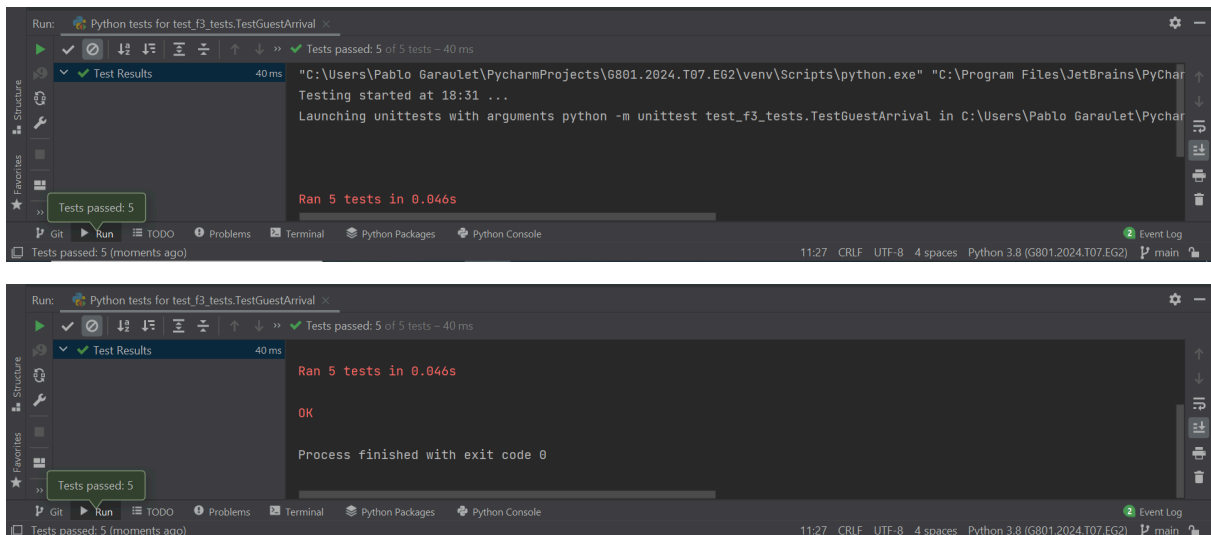 Run: Python tests for test_f3_tests.TestGuestArrival
Tests passed: 5 of 5 tests – 40 ms
Test Results 40 ms
"C:\Users\Pablo Garaulet\PycharmProjects\G801.2024.T07.EG2\venv\Scripts\python.exe" "C:\Program Files\JetBrains\PyChar
Testing started at 18:31 ...
Launching unittests with arguments python -m unittest test_f3_tests.TestGuestArrival in C:\Users\Pablo Garaulet\Pychar
Structure
Favorites
Ran 5 tests in 0.046s
Tests passed: 5
Git Run TODO Problems Terminal Python Packages Python Console 2 Event Log
Tests passed: 5 (moments ago) 11:27 CRLF UTF-8 4 spaces Python 3.8 (G801.2024.T07.EG2) main
Run: Python tests for test_f3_tests.TestGuestArrival
Tests passed: 5 of 5 tests – 40 ms
Test Results 40 ms
Ran 5 tests in 0.046s
OK
Process finished with exit code 0
Structure
Favorites
Tests passed: 5
Git Run TODO Problems Terminal Python Packages Python Console 2 Event Log
Tests passed: 5 (moments ago) 11:27 CRLF UTF-8 4 spaces Python 3.8 (G801.2024.T07.EG2) main